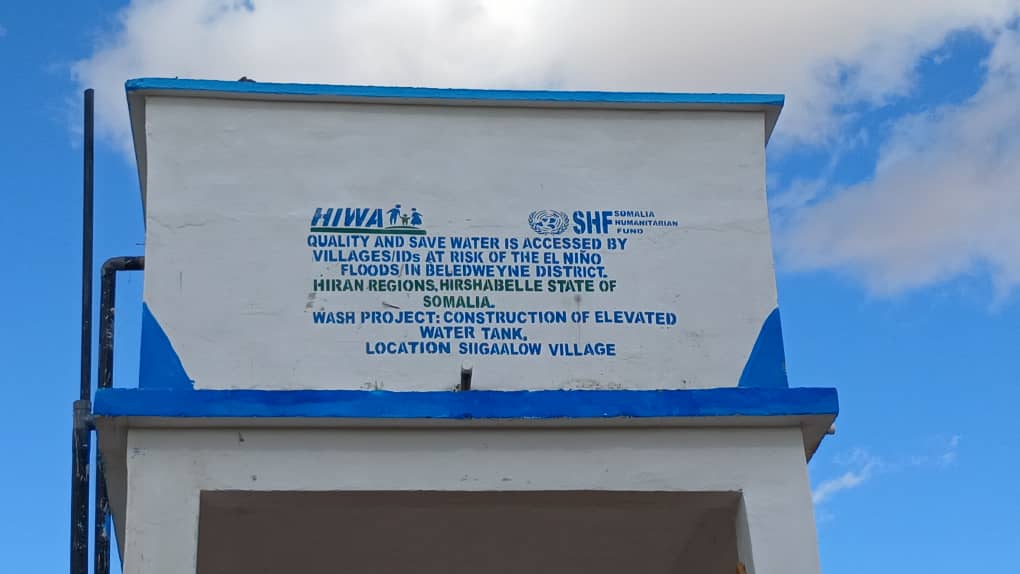 HIWA
SHF SOMALIA
HUMANITARIAN
FUND
QUALITY AND SAVE WATER IS ACCESSED BY
VILLAGES/IDs AT RISK OF THE EL NIÑO
FLOODS/IN BELEDWEYNE DISTRICT.
HIRAN REGIONS,HIRSHABELLE STATE OF
SOMALIA.
WASH PROJECT: CONSTRUCTION OF ELEVATED
WATER TANK.
LOCATION SIIGAALOW VILLAGE